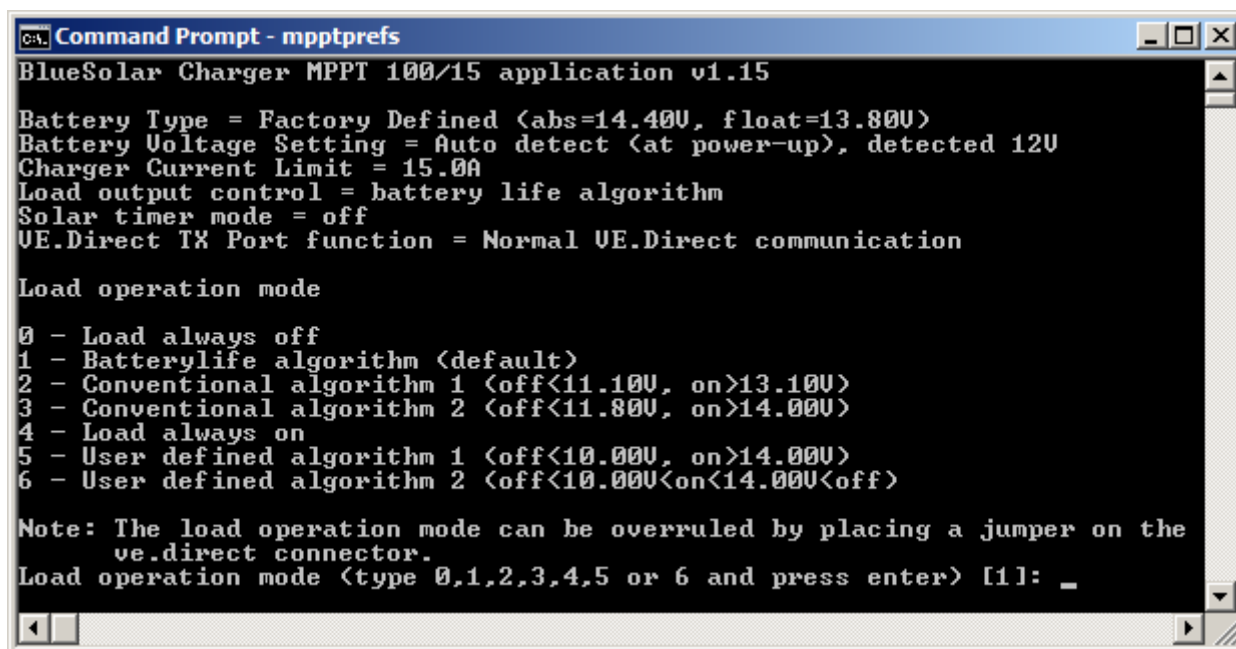 Command Prompt - mpptprefs
BlueSolar Charger MPPT 100/15 application v1.15
Battery Type = Factory Defined (abs=14.40V, float=13.80V)
Battery Voltage Setting = Auto detect (at power-up), detected 12V
Charger Current Limit = 15.0A
Load output control = battery life algorithm
Solar timer mode = off
VE.Direct TX Port function = Normal VE.Direct communication
Load operation mode
0 - Load always off
1 - Batterylife algorithm (default)
2 - Conventional algorithm 1 (off<11.10V, on>13.10V)
3 - Conventional algorithm 2 (off<11.80V, on>14.00V)
4 - Load always on
5 - User defined algorithm 1 (off<10.00V, on>14.00V)
6 - User defined algorithm 2 (off<10.00V<on<14.00V<off)
Note: The load operation mode can be overruled by placing a jumper on the
ve.direct connector.
Load operation mode (type 0,1,2,3,4,5 or 6 and press enter) [1]: _